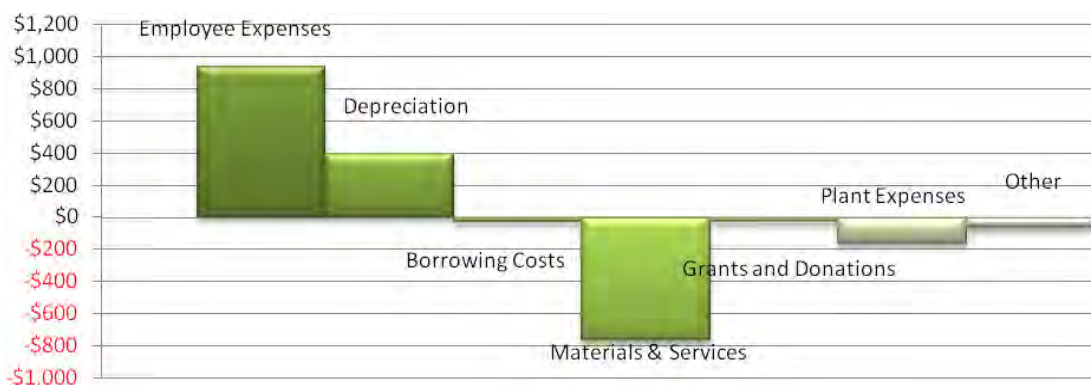 $1,200
Employee Expenses
$1,000
$800
Depreciation
$600
$400
$200
Other
Plant Expenses
$0
-$200
Borrowing Costs
Grants and Donations
-$400
-$600
-$800
Materials & Services
-$1.000